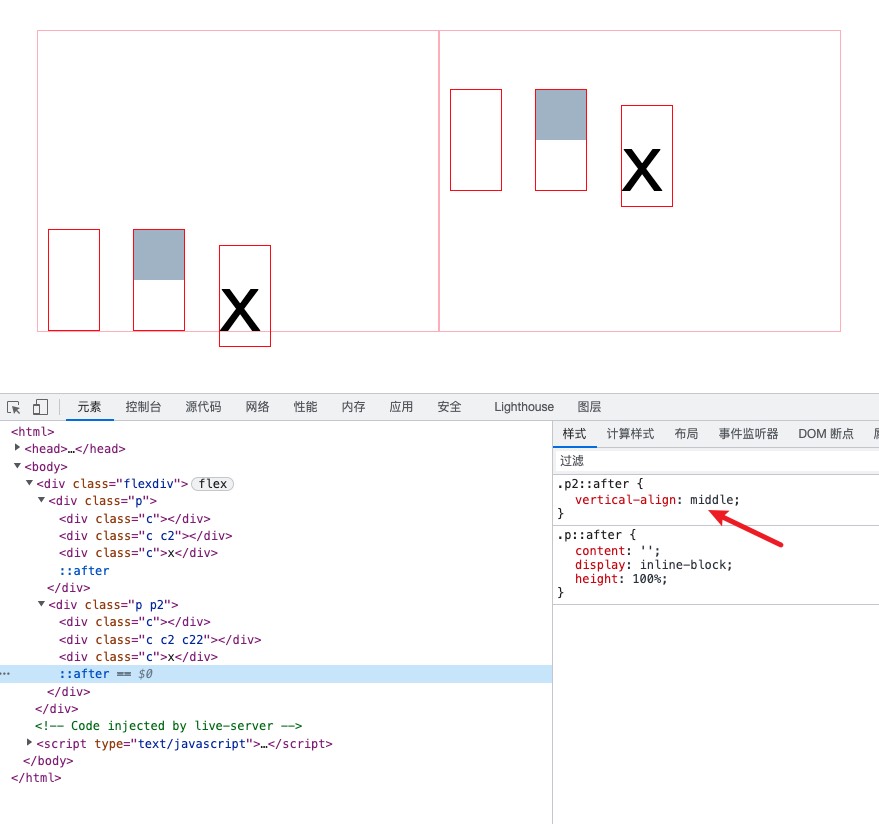 x
x
元素 控制台 源代码 网络 性能 内存 应用 安全 Lighthouse 图层
<html>
<head>…</head>
<body>
<div class="flexdiv"> flex
<div class="p">
<div class="c"></div>
<div class="c c2"></div>
<div class="c">x</div>
::after
</div>
<div class="p p2">
<div class="c"></div>
<div class="c c2 c22"></div>
<div class="c">x</div>
… ::after == $0
</div>
</div>
<!-- Code injected by live-server -->
<script type="text/javascript">…</script>
</body>
</html>
样式 计算样式 布局 事件监听器 DOM 断点
过滤
.p2::after {
vertical-align: middle;
}
.p::after {
content: '';
display: inline-block;
height: 100%;
}